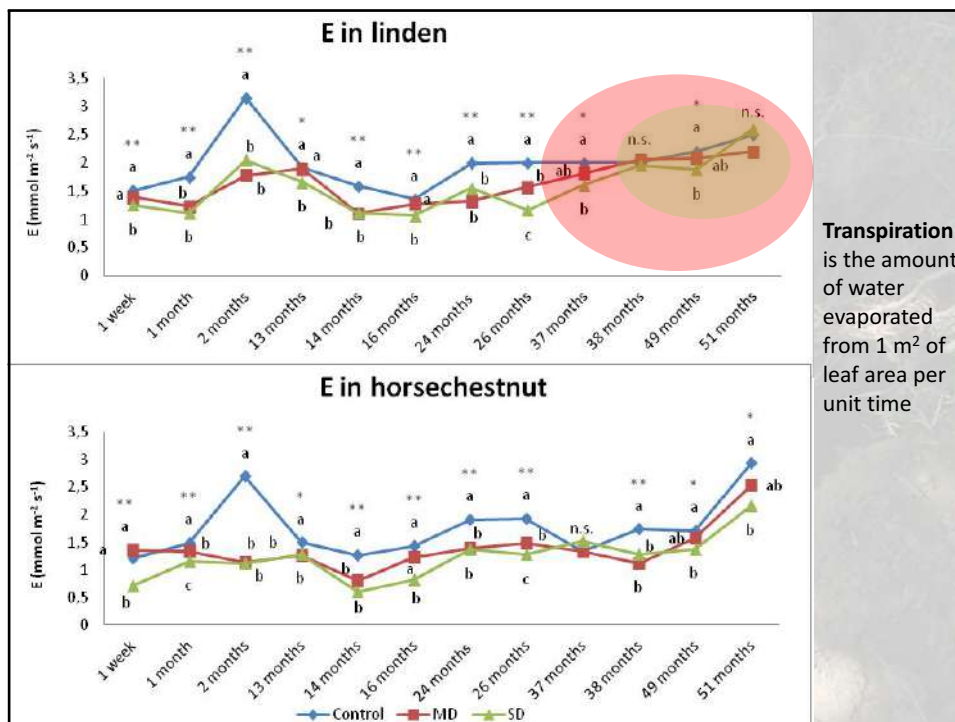 E in linden
E (mmol m⁻² s⁻¹)
3,5
3
2,5
2
1,5
1
0,5
0
** ** ** * ** ** ** ** * n.s. * n.s.
a a a a a a a a a a
a b b a b a b b ab ab
b b b b b b b c b b
1 week
1 month
2 months
13 months
14 months
16 months
24 months
26 months
37 months
38 months
49 months
51 months
E in horsechestnut
E (mmol m⁻² s⁻¹)
3,5
3
2,5
2
1,5
1
0,5
0
** ** ** * ** ** ** ** n.s. ** * *
a a a a a a a a a a a
a b b b b a b b b ab ab
b c b b b b b c b b b
1 week
1 month
2 months
13 months
14 months
16 months
24 months
26 months
37 months
38 months
49 months
51 months
Control MD SD
Transpiration
is the amount
of water
evaporated
from 1 m² of
leaf area per
unit time